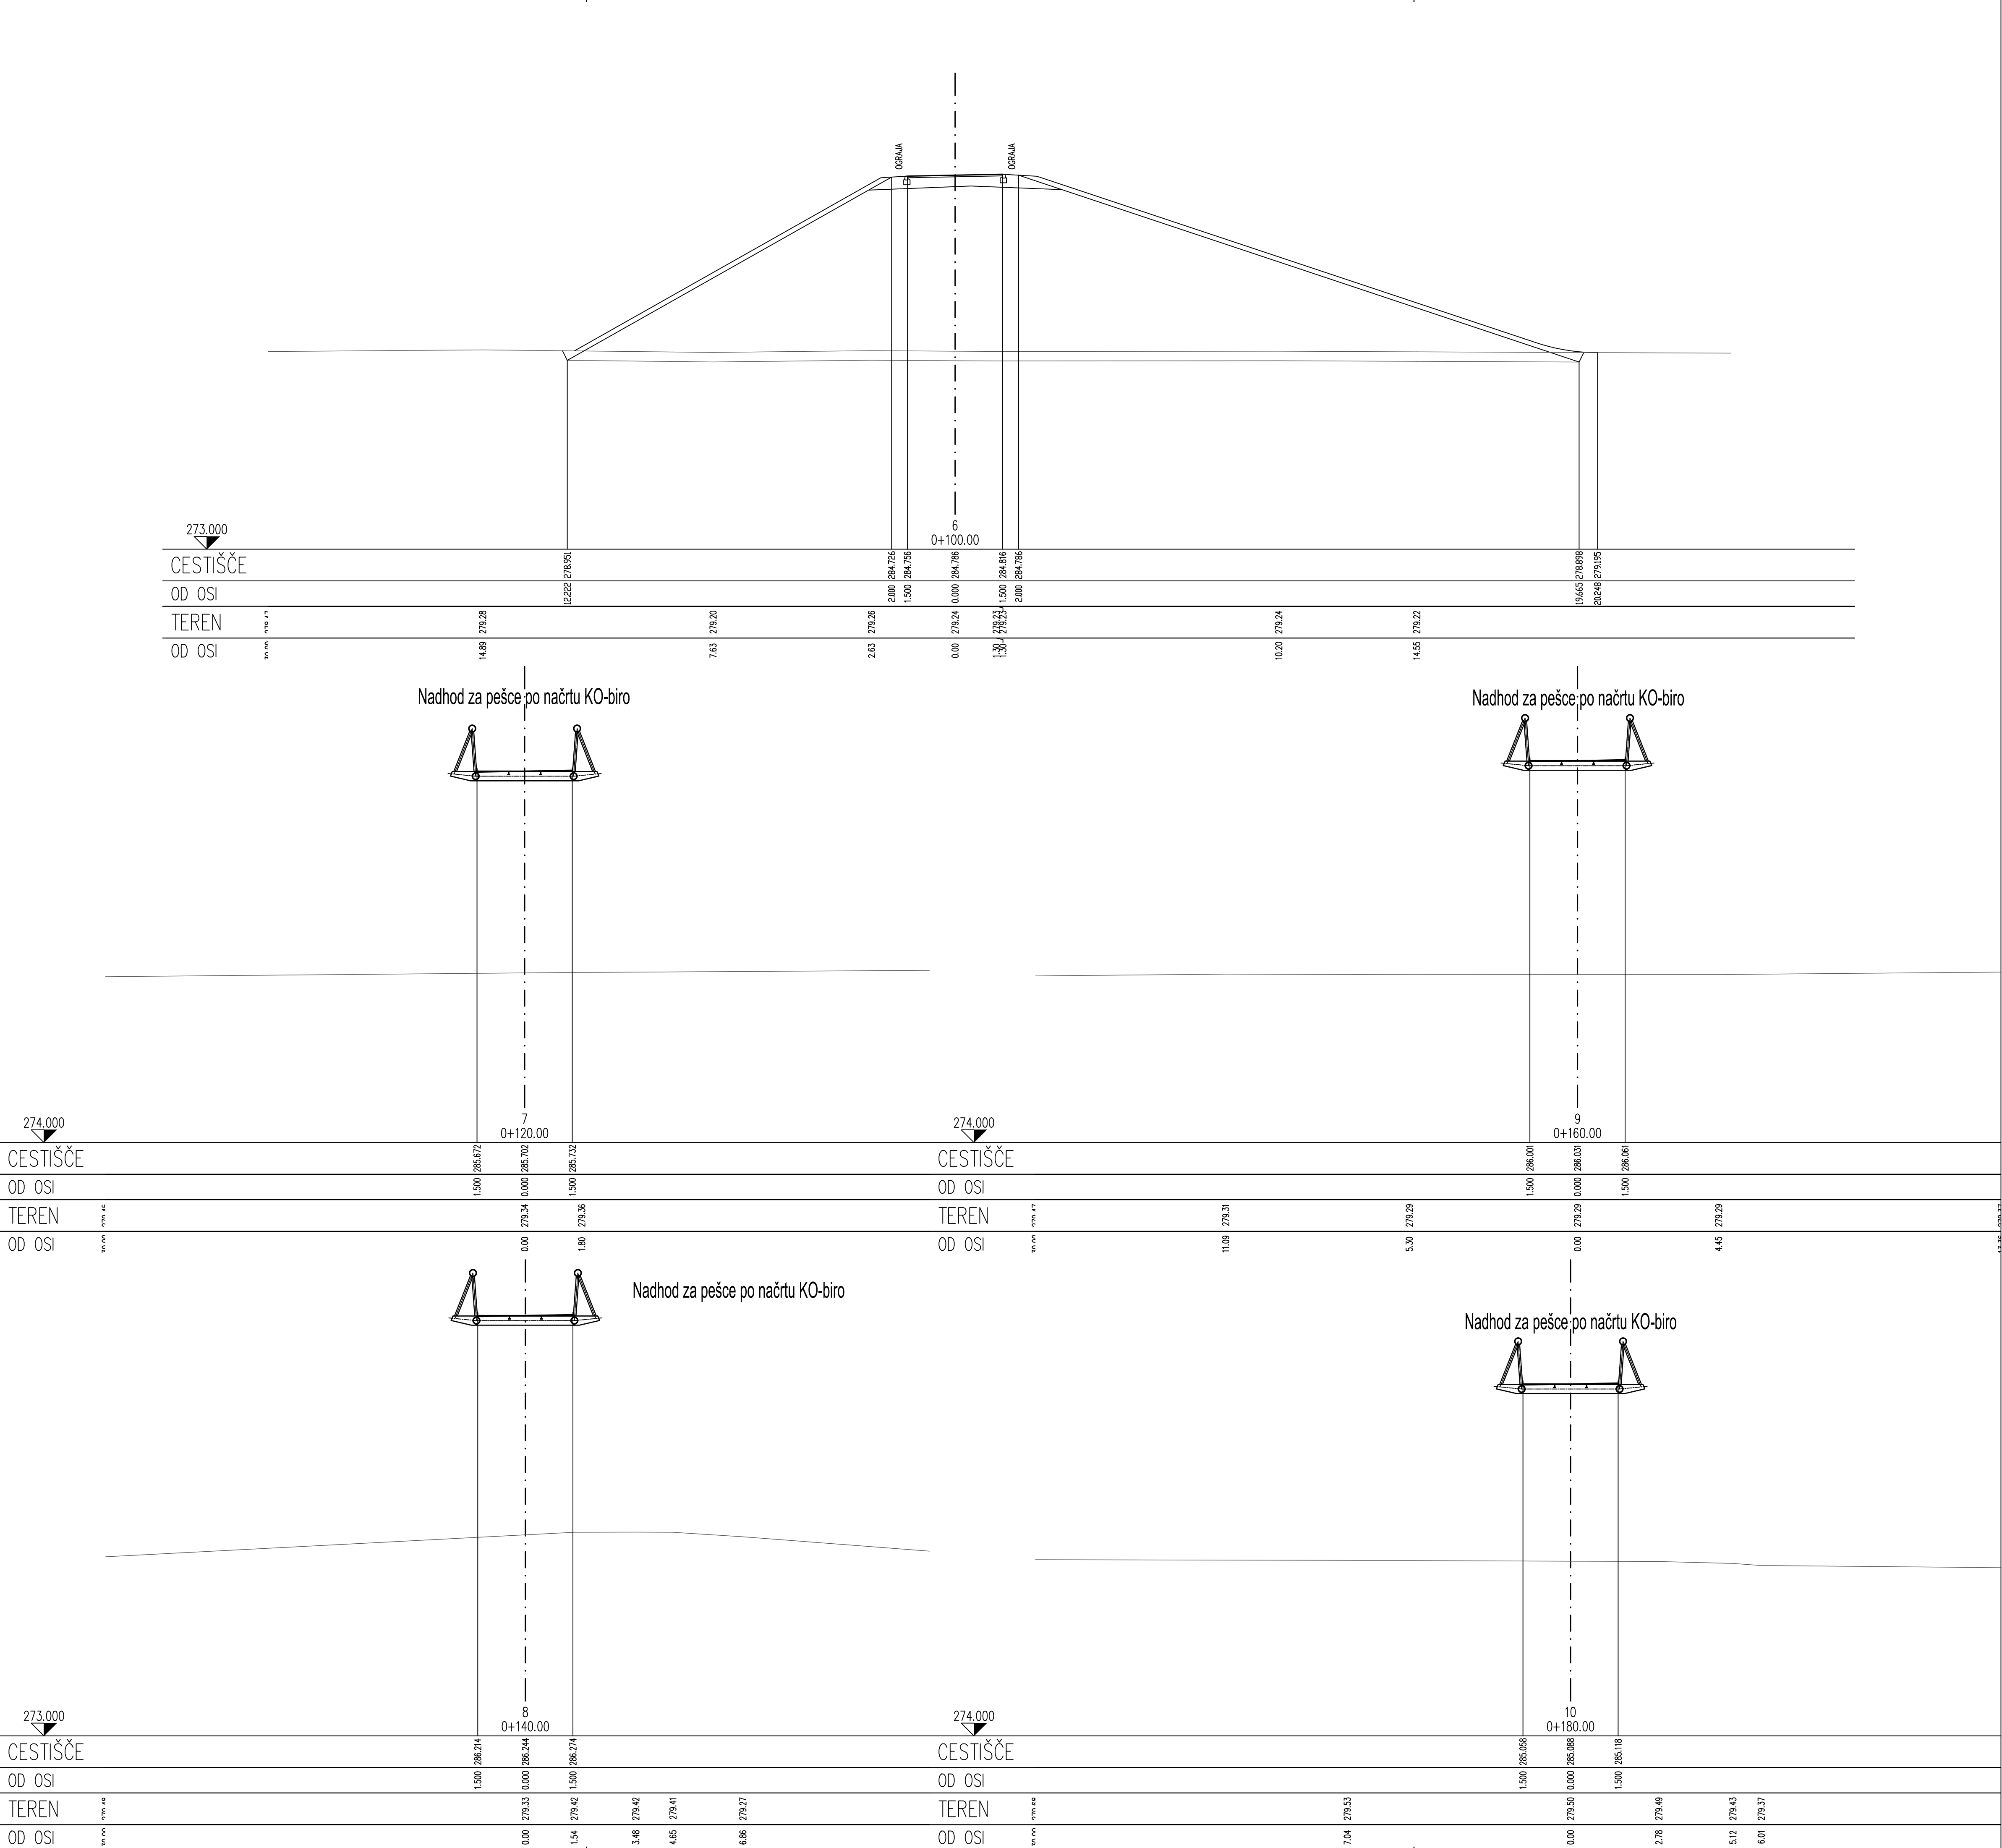 OGRAJA OGRAJA
273.000
6
0+100.00
CESTIŠČE 278.951 284.726 284.756 284.786 284.816 284.786 278.898 279.195
OD OSI 12.222 2.000 1.500 0.000 1.500 2.000 19.665 20.248
TEREN 279.28 279.20 279.26 279.24 279.23 279.23 279.24 279.22
OD OSI 14.89 7.63 2.63 0.00 1.30 1.30 10.20 14.55
Nadhod za pešce po načrtu KO-biro
274.000
7
0+120.00
CESTIŠČE 285.672 285.702 285.732
OD OSI 1.500 0.000 1.500
TEREN 279.34 279.36
OD OSI 0.00 1.80
Nadhod za pešce po načrtu KO-biro
274.000
9
0+160.00
CESTIŠČE 286.001 286.031 286.061
OD OSI 1.500 0.000 1.500
TEREN 279.31 279.29 279.29 279.29
OD OSI 11.09 5.30 0.00 4.45
Nadhod za pešce po načrtu KO-biro
273.000
8
0+140.00
CESTIŠČE 286.214 286.244 286.274
OD OSI 1.500 0.000 1.500
TEREN 279.33 279.42 279.42 279.41 279.27
OD OSI 0.00 1.54 3.48 4.65 6.86
Nadhod za pešce po načrtu KO-biro
274.000
10
0+180.00
CESTIŠČE 285.058 285.088 285.118
OD OSI 1.500 0.000 1.500
TEREN 279.53 279.50 279.49 279.43 279.37
OD OSI 7.04 0.00 2.78 5.12 6.01